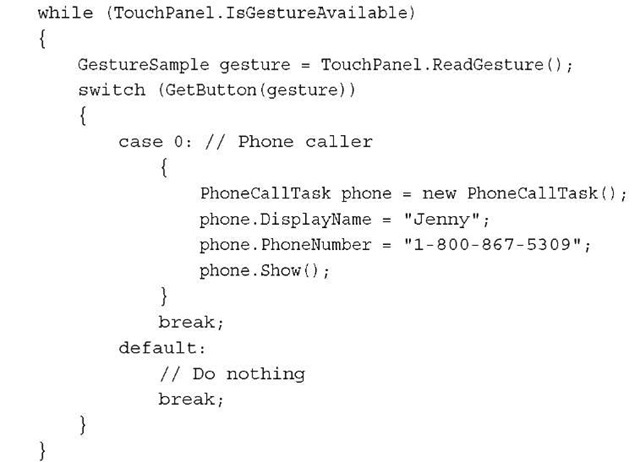 while (TouchPanel.IsGestureAvailable)
{
GestureSample gesture = TouchPanel.ReadGesture();
switch (GetButton(gesture))
{
case 0: // Phone caller
{
PhoneCallTask phone = new PhoneCallTask();
phone.DisplayName = "Jenny";
phone.PhoneNumber = "1-800-867-5309";
phone.Show();
}
break;
default:
// Do nothing
break;
}
}